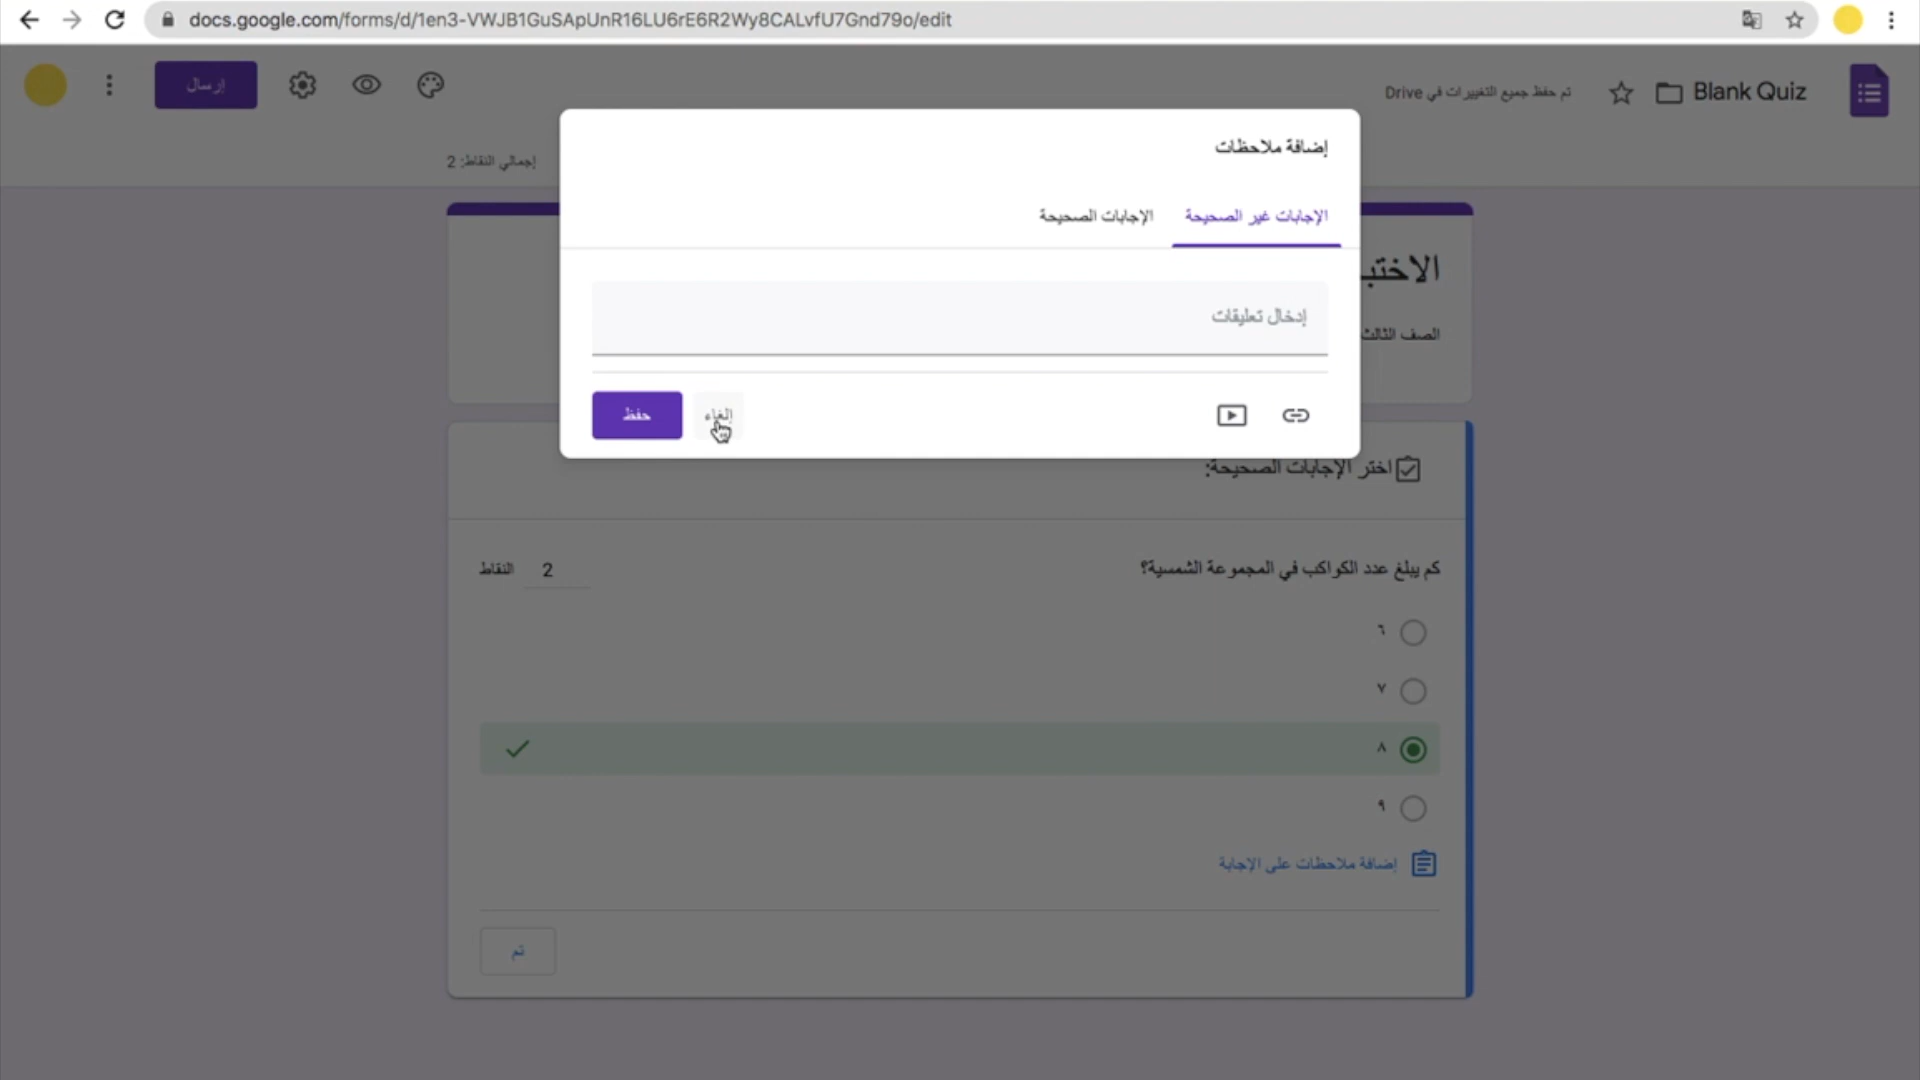 docs.google.com/forms/d/1en3-VWJB1GuSApUnR16LU6rE6R2Wy8CALvfU7Gnd79o/edit
Blank Quiz
تم حفظ جميع التغييرات في Drive
إرسال
إجمالي النقاط: 2
إضافة ملاحظات
الإجابات غير الصحيحة
الإجابات الصحيحة
إدخال تعليقات
إلغاء
حفظ
الصف الثالث
اختر الإجابات الصحيحة:
كم يبلغ عدد الكواكب في المجموعة الشمسية؟
2 النقاط
٦
٧
٨
٩
إضافة ملاحظات على الإجابة
تم